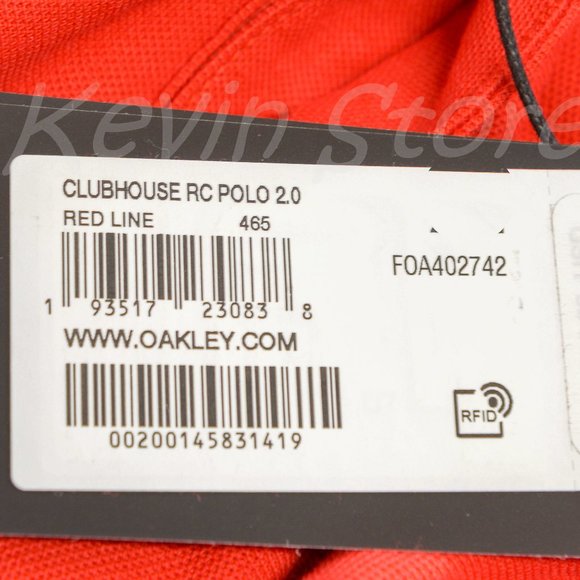 Kevin Store
CLUBHOUSE RC POLO 2.0
RED LINE 465
FOA402742
1 93517 23083 8
WWW.OAKLEY.COM
00200145831419
RFID